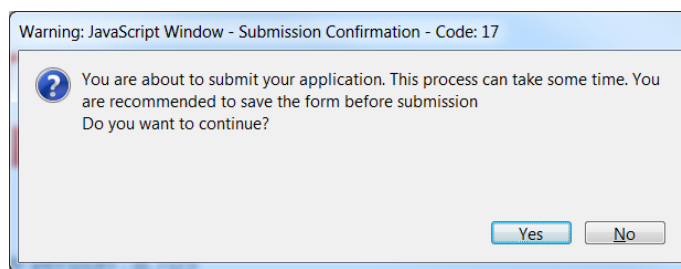 Warning: JavaScript Window - Submission Confirmation - Code: 17
You are about to submit your application. This process can take some time. You
are recommended to save the form before submission
Do you want to continue?
Yes
No